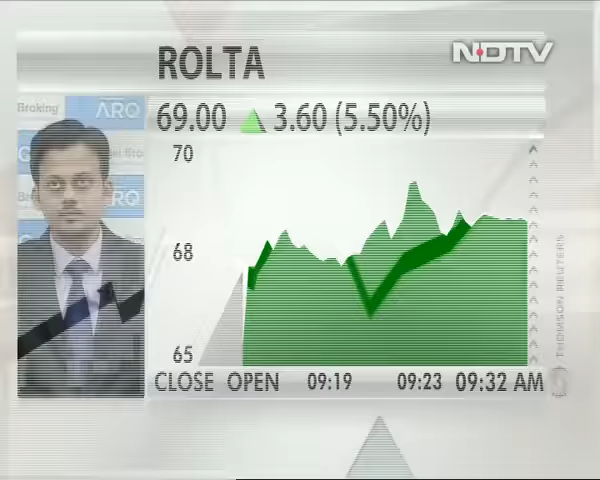 ROLTA
NDTV
69.00 3.60 (5.50%)
Broking
ARQ
70
68
65
CLOSE OPEN 09:19 09:23 09:32 AM
THOMSON REUTERS